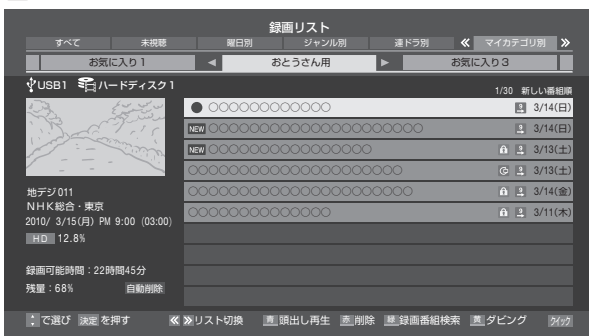 録画リスト
すべて 未視聴 曜日別 ジャンル別 連ドラ別 ≪ マイカテゴリ別 ≫
お気に入り1 ◀ おとうさん用 ▶ お気に入り3
USB1 ハードディスク1
1/30 新しい番組順
● ○○○○○○○○○○○○ 3/14(日)
NEW ○○○○○○○○○○○○○○○○○○○○○ 3/14(日)
NEW ○○○○○○○○○○○○○○○○ 3/13(土)
○○○○○○○○○○○○○○○○○○○○○ 3/13(土)
○○○○○○○○○○○○○○○○○○○○○○ 3/14(金)
○○○○○○○○○○○○○○ 3/11(木)
地デジ011
NHK総合・東京
2010/ 3/15(月) PM 9:00 (03:00)
HD 12.8%
録画可能時間:22時間45分
残量:68% 自動削除
で選び 決定 を押す ≪ ≫リスト切換 青 頭出し再生 赤 削除 緑 録画番組検索 黄 ダビング クイック